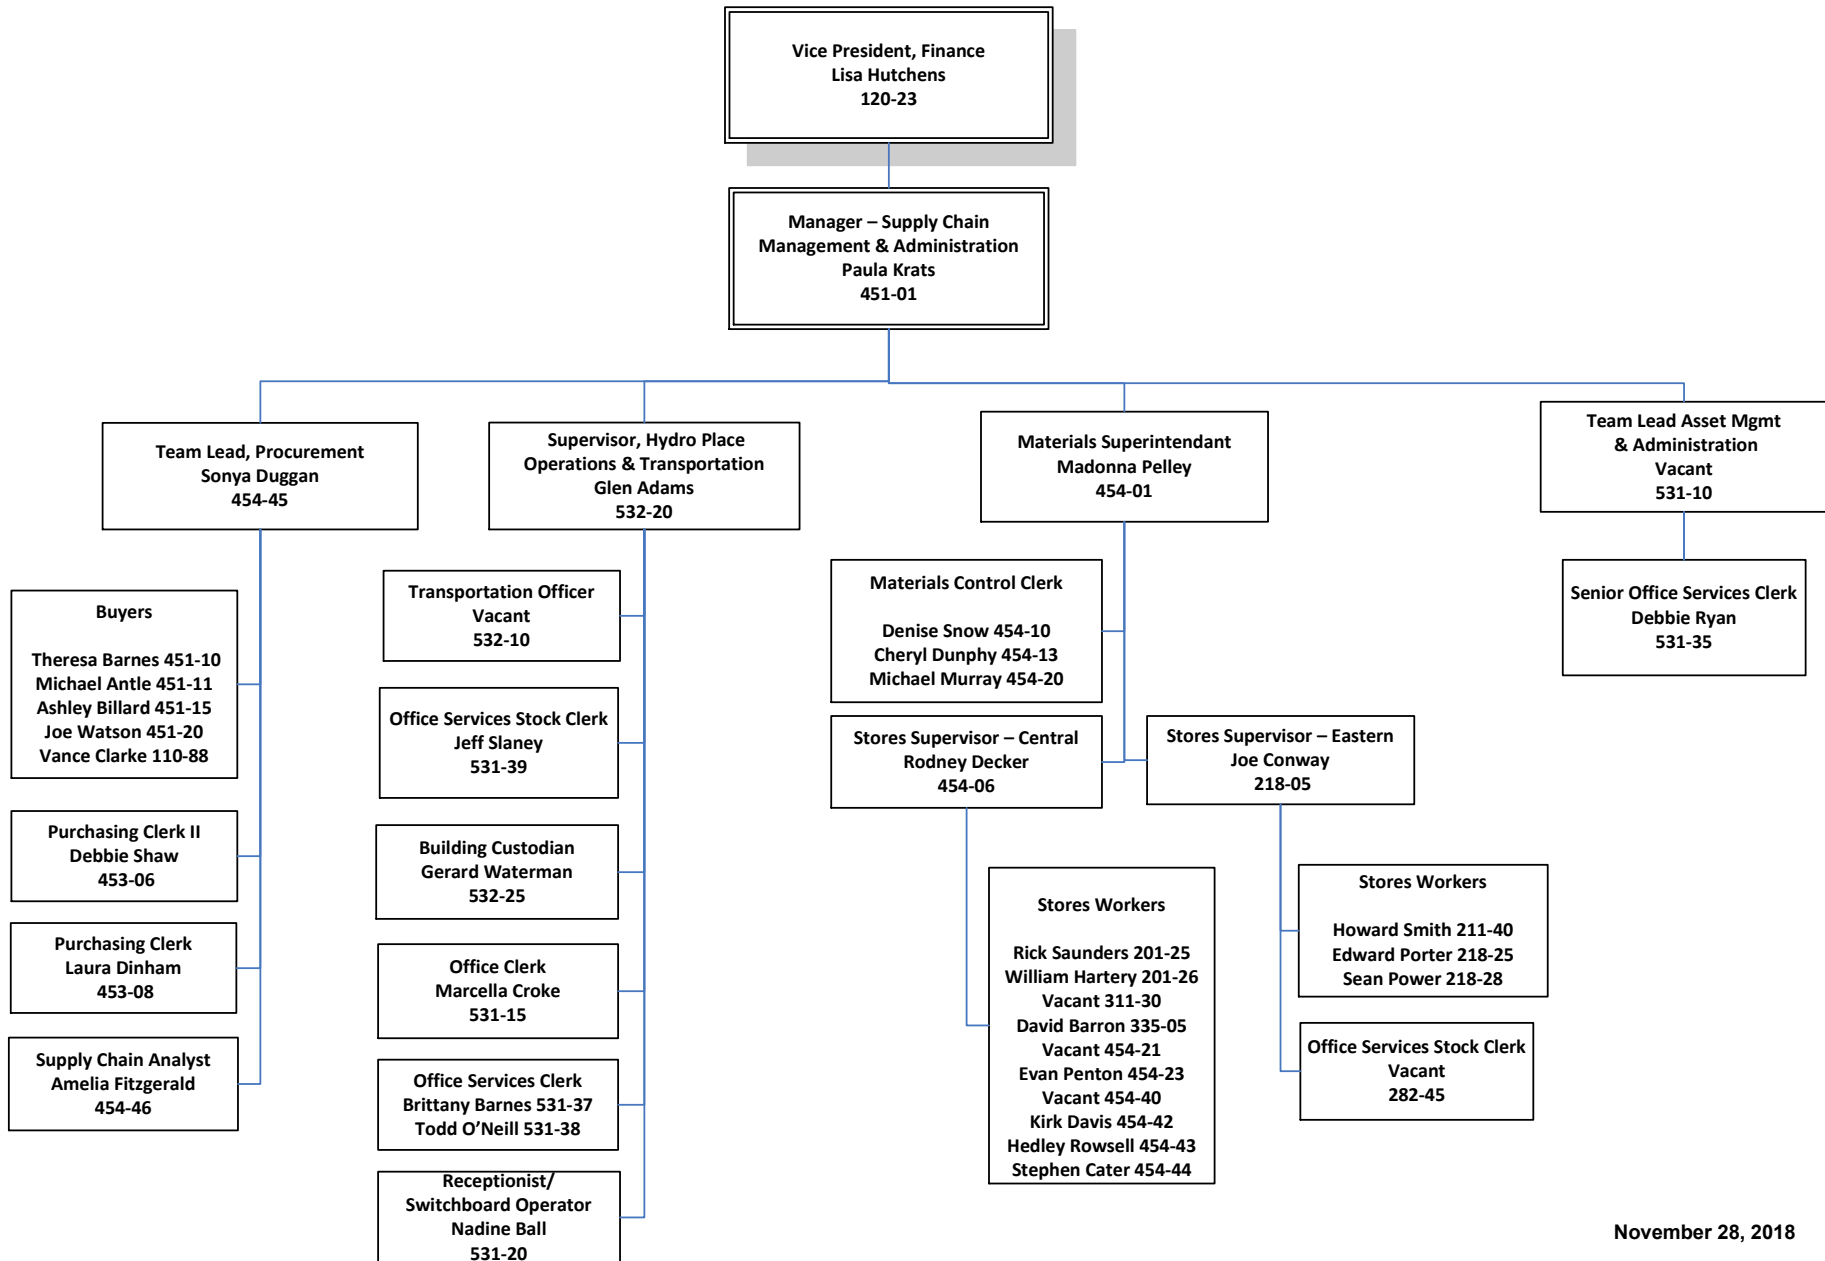 Vice President, Finance
Lisa Hutchens
120-23
Manager – Supply Chain
Management & Administration
Paula Krats
451-01
Team Lead, Procurement
Sonya Duggan
454-45
Supervisor, Hydro Place
Operations & Transportation
Glen Adams
532-20
Materials Superintendant
Madonna Pelley
454-01
Team Lead Asset Mgmt
& Administration
Vacant
531-10
Buyers
Theresa Barnes 451-10
Michael Antle 451-11
Ashley Billard 451-15
Joe Watson 451-20
Vance Clarke 110-88
Purchasing Clerk II
Debbie Shaw
453-06
Purchasing Clerk
Laura Dinham
453-08
Supply Chain Analyst
Amelia Fitzgerald
454-46
Transportation Officer
Vacant
532-10
Office Services Stock Clerk
Jeff Slaney
531-39
Building Custodian
Gerard Waterman
532-25
Office Clerk
Marcella Croke
531-15
Office Services Clerk
Brittany Barnes 531-37
Todd O’Neill 531-38
Receptionist/
Switchboard Operator
Nadine Ball
531-20
Materials Control Clerk
Denise Snow 454-10
Cheryl Dunphy 454-13
Michael Murray 454-20
Stores Supervisor – Central
Rodney Decker
454-06
Stores Supervisor – Eastern
Joe Conway
218-05
Stores Workers
Rick Saunders 201-25
William Hartery 201-26
Vacant 311-30
David Barron 335-05
Vacant 454-21
Evan Penton 454-23
Vacant 454-40
Kirk Davis 454-42
Hedley Rowsell 454-43
Stephen Cater 454-44
Stores Workers
Howard Smith 211-40
Edward Porter 218-25
Sean Power 218-28
Office Services Stock Clerk
Vacant
282-45
Senior Office Services Clerk
Debbie Ryan
531-35
November 28, 2018